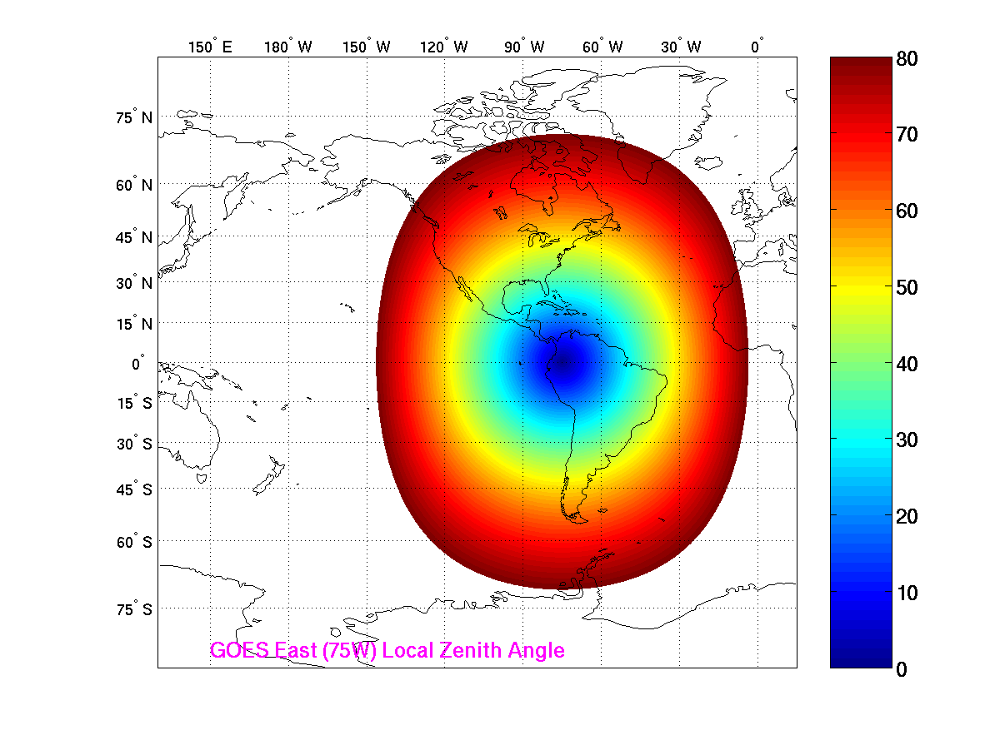 150° E 180° W 150° W 120° W 90° W 60° W 30° W 0°
80
75° N
70
60° N
60
45° N
50
30° N
15° N
40
0°
15° S
30
30° S
45° S
20
60° S
10
75° S
GOES East (75W) Local Zenith Angle
0